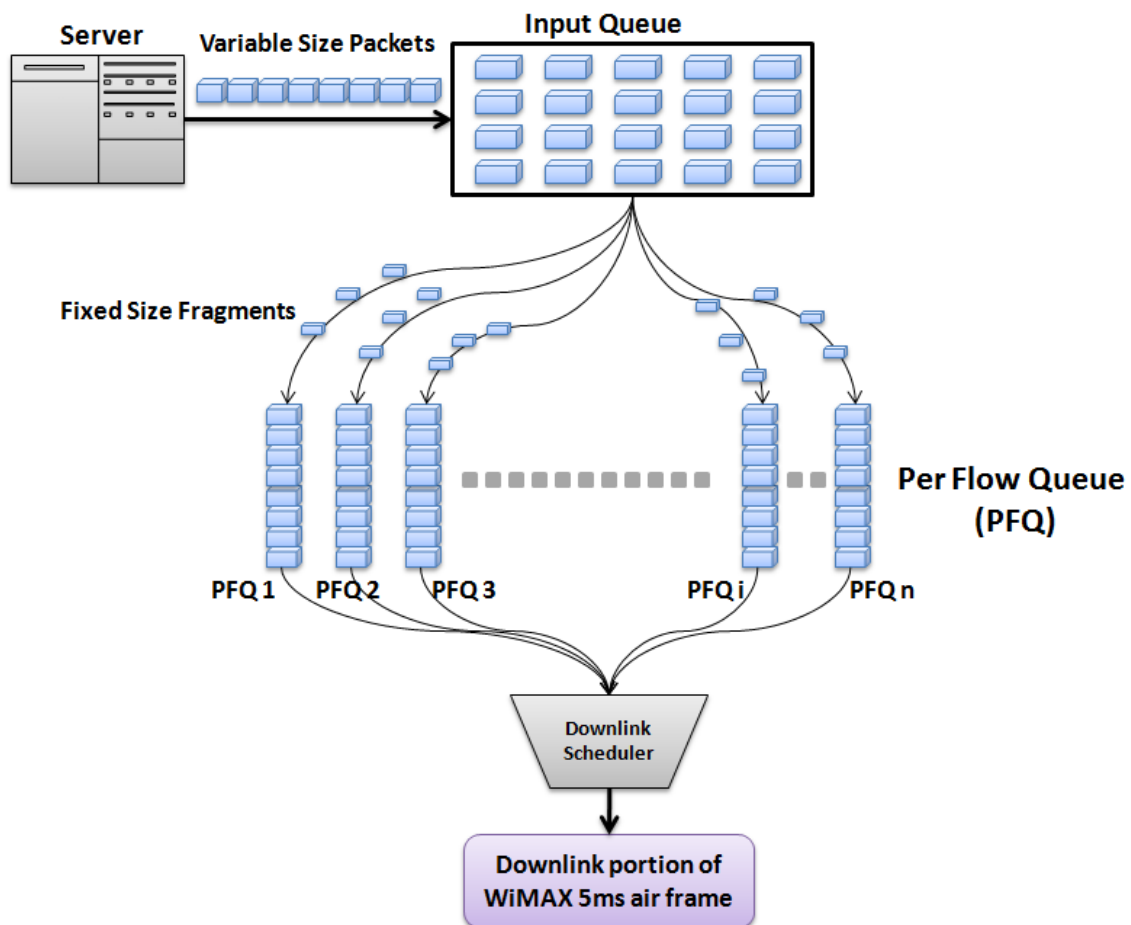 Server
Variable Size Packets
Input Queue
Fixed Size Fragments
Per Flow Queue
(PFQ)
PFQ 1
PFQ 2
PFQ 3
PFQ i
PFQ n
Downlink
Scheduler
Downlink portion of
WiMAX 5ms air frame